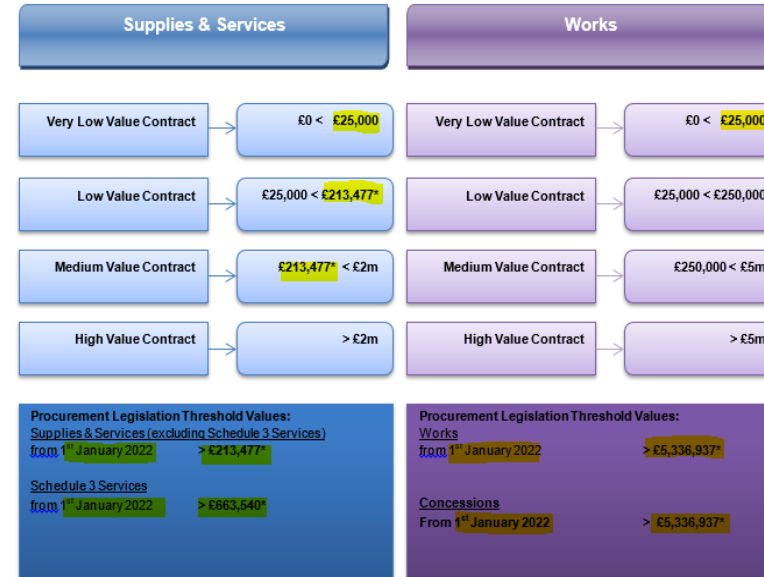 Supplies & Services
Works
Very Low Value Contract
£0 < £25,000
Very Low Value Contract
£0 < £25,000
Low Value Contract
£25,000 < £213,477*
Low Value Contract
£25,000 < £250,000
Medium Value Contract
£213,477* < £2m
Medium Value Contract
£250,000 < £5m
High Value Contract
> £2m
High Value Contract
> £5m
Procurement Legislation Threshold Values:
Supplies & Services (excluding Schedule 3 Services)
from 1st January 2022 > £213,477*
Schedule 3 Services
from 1st January 2022 > £663,540*
Procurement Legislation Threshold Values:
Works
from 1st January 2022 > £5,336,937*
Concessions
From 1st January 2022 > £5,336,937*